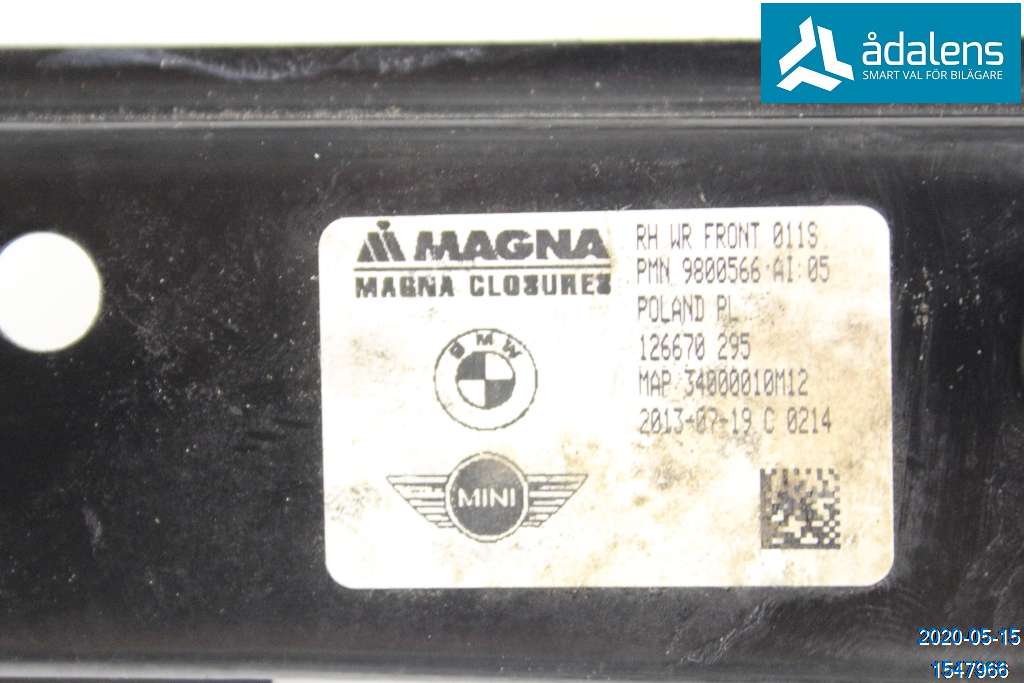 ådalens
SMART VAL FÖR BILÄGARE
MAGNA
MAGNA CLOSURES
BMW
MINI
RH WR FRONT 011S
PMN 9800566 AI:05
POLAND PL
126670 295
MAP 34000010M12
2013-07-19 C 0214
2020-05-15
1547966